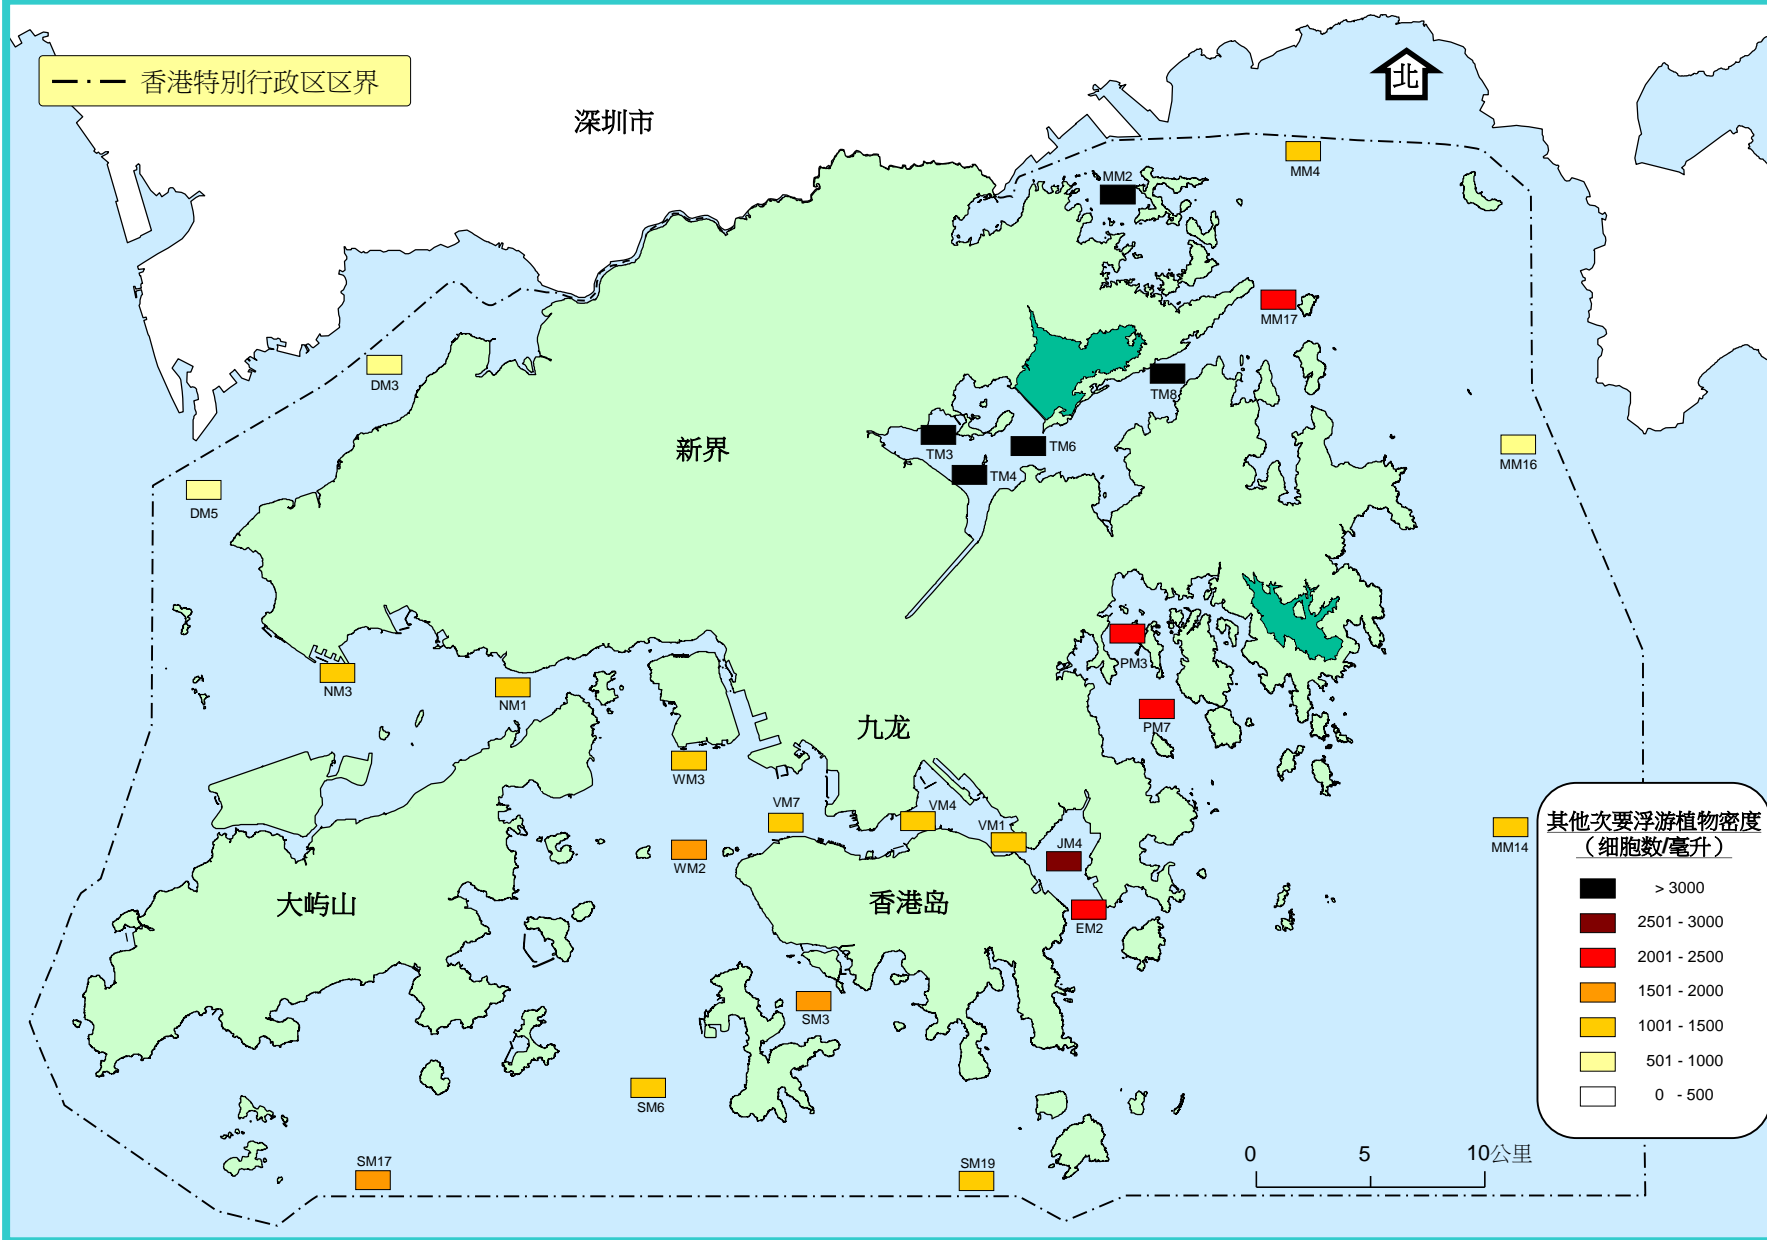 香港特别行政区区界
深圳市
北
MM4
MM2
MM17
DM3
TM8
新界
TM3
TM6
TM4
MM16
DM5
PM3
NM3
NM1
PM7
九龙
WM3
VM7
VM4
VM1
JM4
WM2
MM14
大屿山
香港岛
EM2
SM3
SM6
SM17
SM19
其他次要浮游植物密度
（细胞数/毫升）
> 3000
2501 - 3000
2001 - 2500
1501 - 2000
1001 - 1500
501 - 1000
0 - 500
0 5 10公里